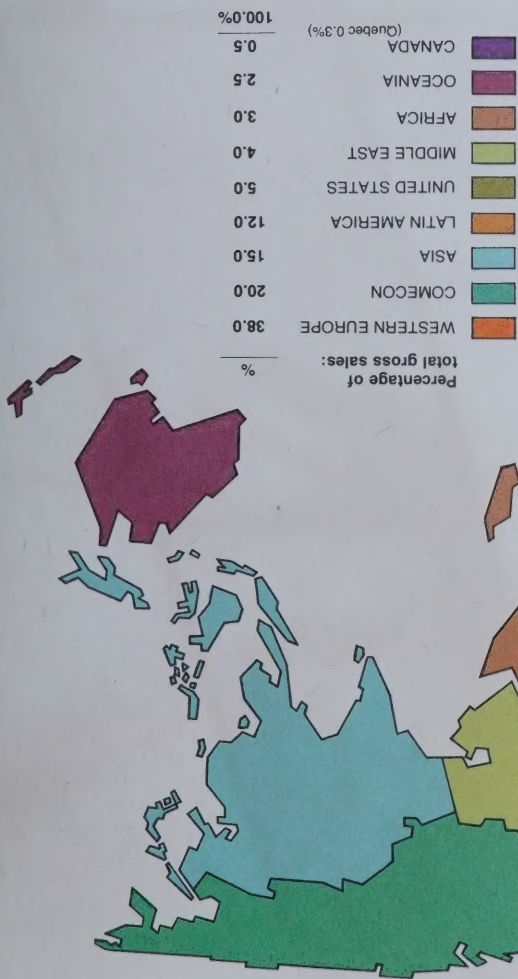 Percentage of
total gross sales: %
WESTERN EUROPE 38.0
COMECON 20.0
ASIA 15.0
LATIN AMERICA 12.0
UNITED STATES 5.0
MIDDLE EAST 4.0
AFRICA 3.0
OCEANIA 2.5
CANADA 0.5
(Quebec 0.3%)
100.0%